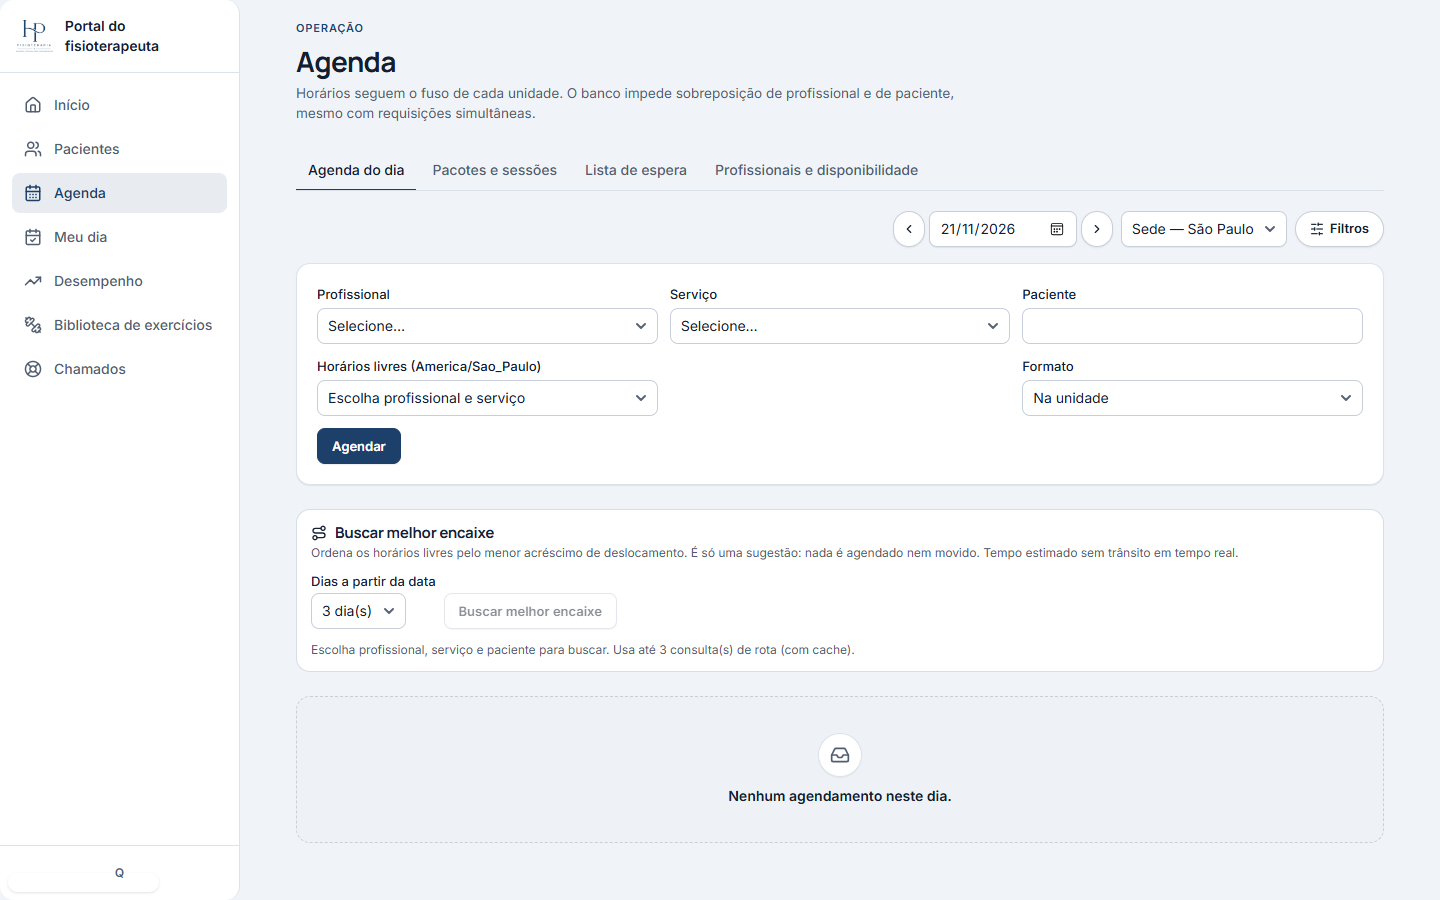 Portal do
fisioterapeuta
HP
FISIOTERAPIA
Início
Pacientes
Agenda
Meu dia
Desempenho
Biblioteca de exercícios
Chamados
Q
OPERAÇÃO
Agenda
Horários seguem o fuso de cada unidade. O banco impede sobreposição de profissional e de paciente,
mesmo com requisições simultâneas.
Agenda do dia
Pacotes e sessões
Lista de espera
Profissionais e disponibilidade
21/11/2026
Sede — São Paulo
Filtros
Profissional
Serviço
Paciente
Selecione...
Selecione...
Horários livres (America/Sao_Paulo)
Formato
Escolha profissional e serviço
Na unidade
Agendar
Buscar melhor encaixe
Ordena os horários livres pelo menor acréscimo de deslocamento. É só uma sugestão: nada é agendado nem movido. Tempo estimado sem trânsito em tempo real.
Dias a partir da data
3 dia(s)
Buscar melhor encaixe
Escolha profissional, serviço e paciente para buscar. Usa até 3 consulta(s) de rota (com cache).
Nenhum agendamento neste dia.